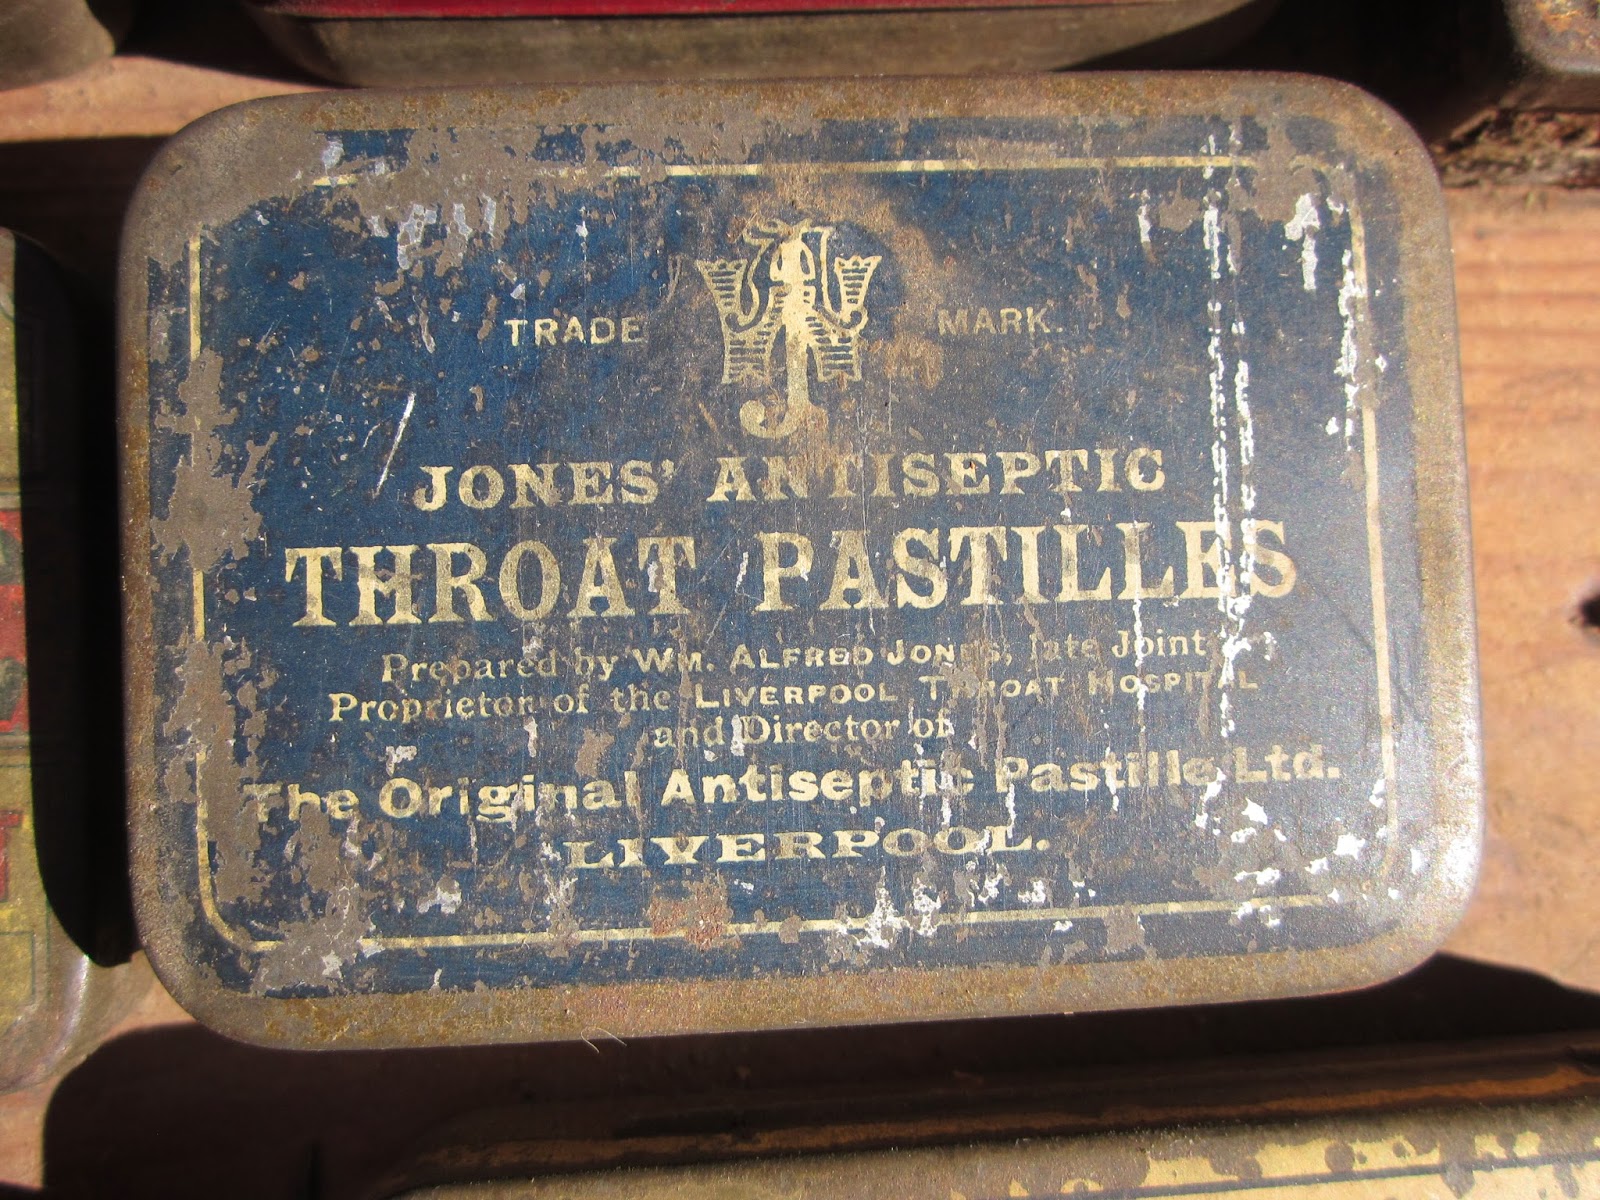 TRADE MARK.
JONES' ANTISEPTIC
THROAT PASTILLES
Prepared by WM. ALFRED JONES, late Joint
Proprietor of the LIVERPOOL THROAT HOSPITAL
and Director of
The Original Antiseptic Pastille Ltd.
LIVERPOOL.